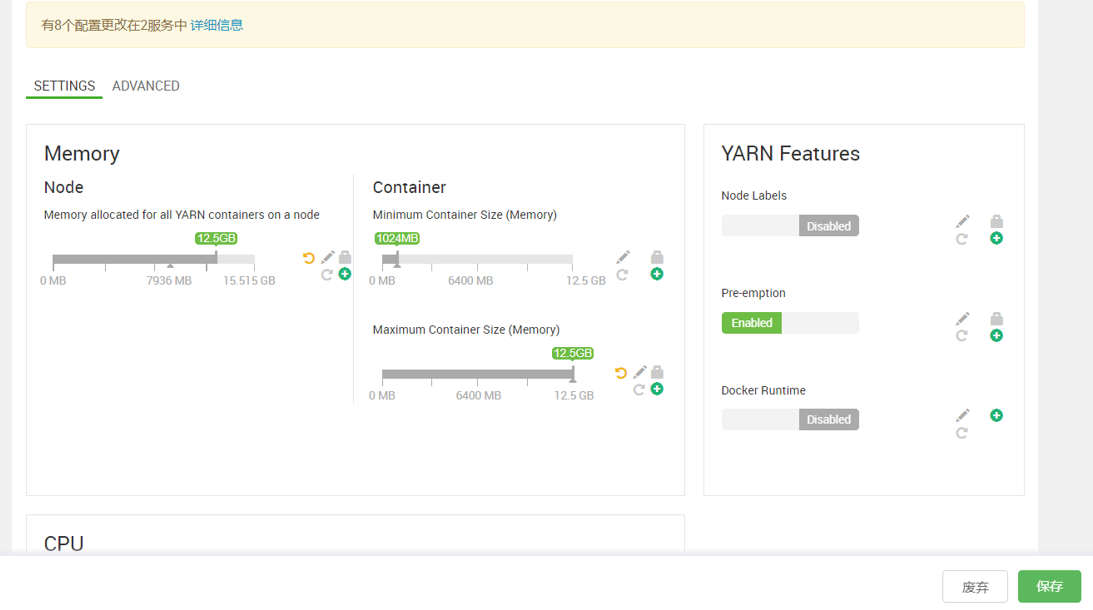 有8个配置更改在2服务中 详细信息
SETTINGS ADVANCED
Memory
Node
Memory allocated for all YARN containers on a node
12.5GB
0 MB 7936 MB 15.515 GB
Container
Minimum Container Size (Memory)
1024MB
0 MB 6400 MB 12.5 GB
Maximum Container Size (Memory)
12.5GB
0 MB 6400 MB 12.5 GB
YARN Features
Node Labels
Disabled
Pre-emption
Enabled
Docker Runtime
Disabled
CPU
废弃 保存